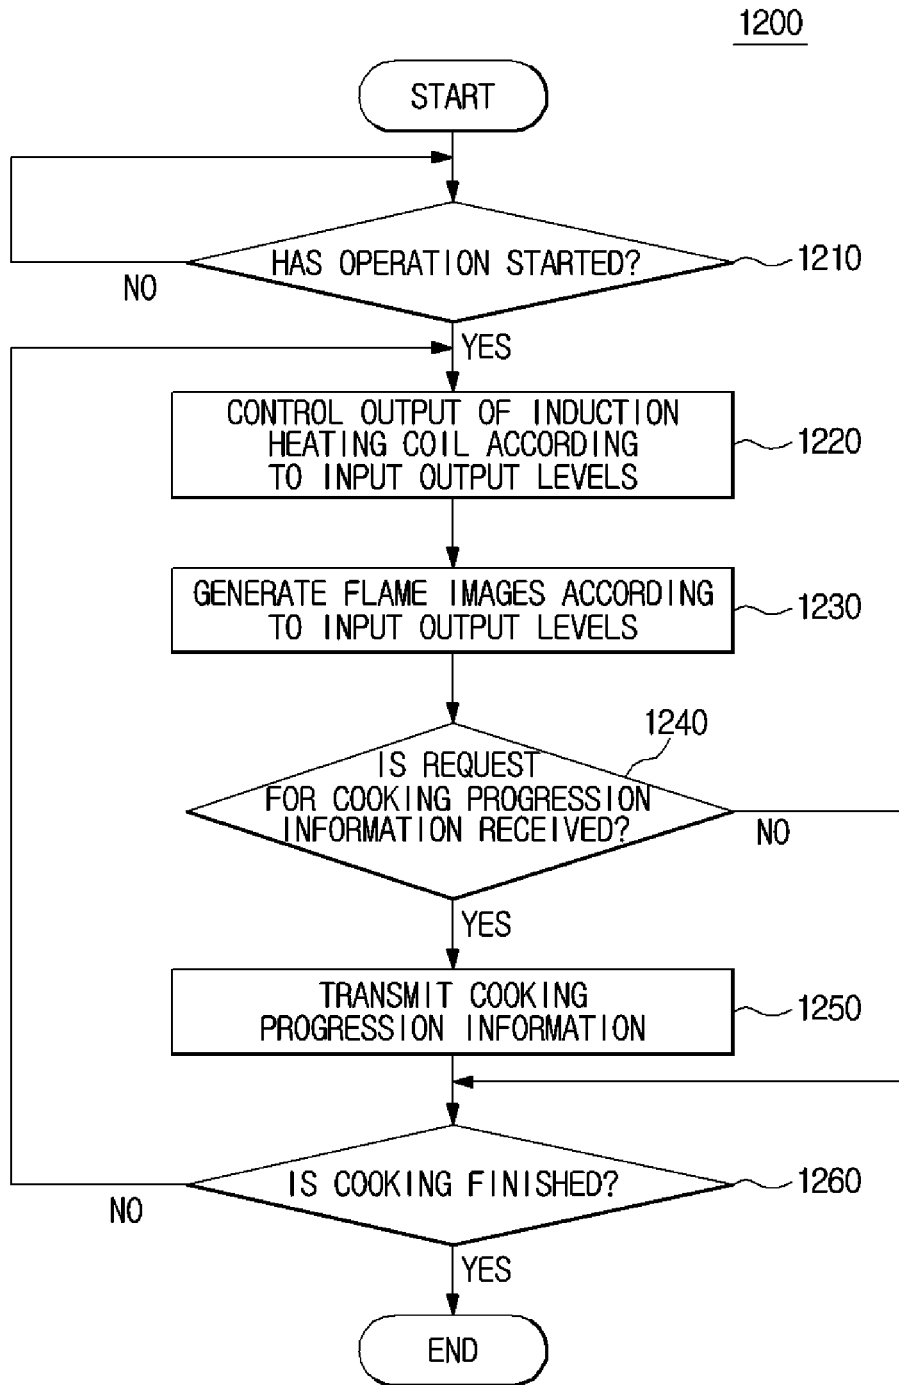 1200
START
HAS OPERATION STARTED?
1210
NO
YES
CONTROL OUTPUT OF INDUCTION
HEATING COIL ACCORDING
TO INPUT OUTPUT LEVELS
1220
GENERATE FLAME IMAGES ACCORDING
TO INPUT OUTPUT LEVELS
1230
1240
IS REQUEST
FOR COOKING PROGRESSION
INFORMATION RECEIVED?
NO
YES
TRANSMIT COOKING
PROGRESSION INFORMATION
1250
IS COOKING FINISHED?
1260
NO
YES
END